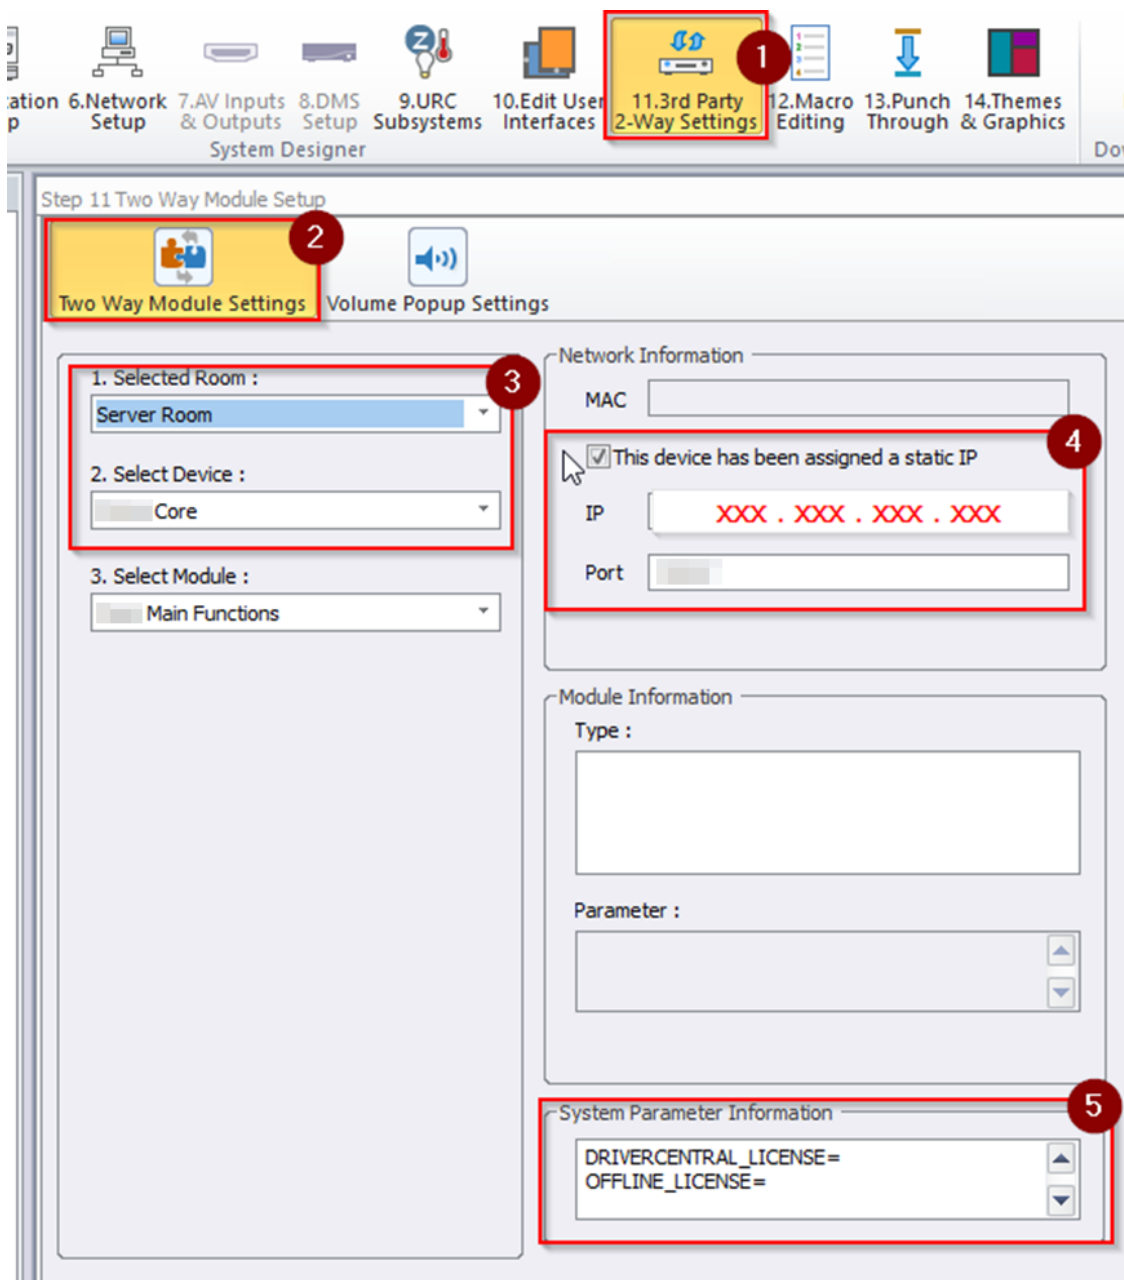 ation 6.Network 7.AV Inputs 8.DMS 9.URC 10.Edit User 11.3rd Party 12.Macro 13.Punch 14.Themes
p Setup & Outputs Setup Subsystems Interfaces 2-Way Settings Editing Through & Graphics
System Designer Dow
1
Step 11 Two Way Module Setup
2
Two Way Module Settings Volume Popup Settings
3
1. Selected Room :
Server Room
2. Select Device :
Core
3. Select Module :
Main Functions
Network Information
MAC
4
This device has been assigned a static IP
IP XXX . XXX . XXX . XXX
Port
Module Information
Type :
Parameter :
5
System Parameter Information
DRIVERCENTRAL_LICENSE=
OFFLINE_LICENSE=